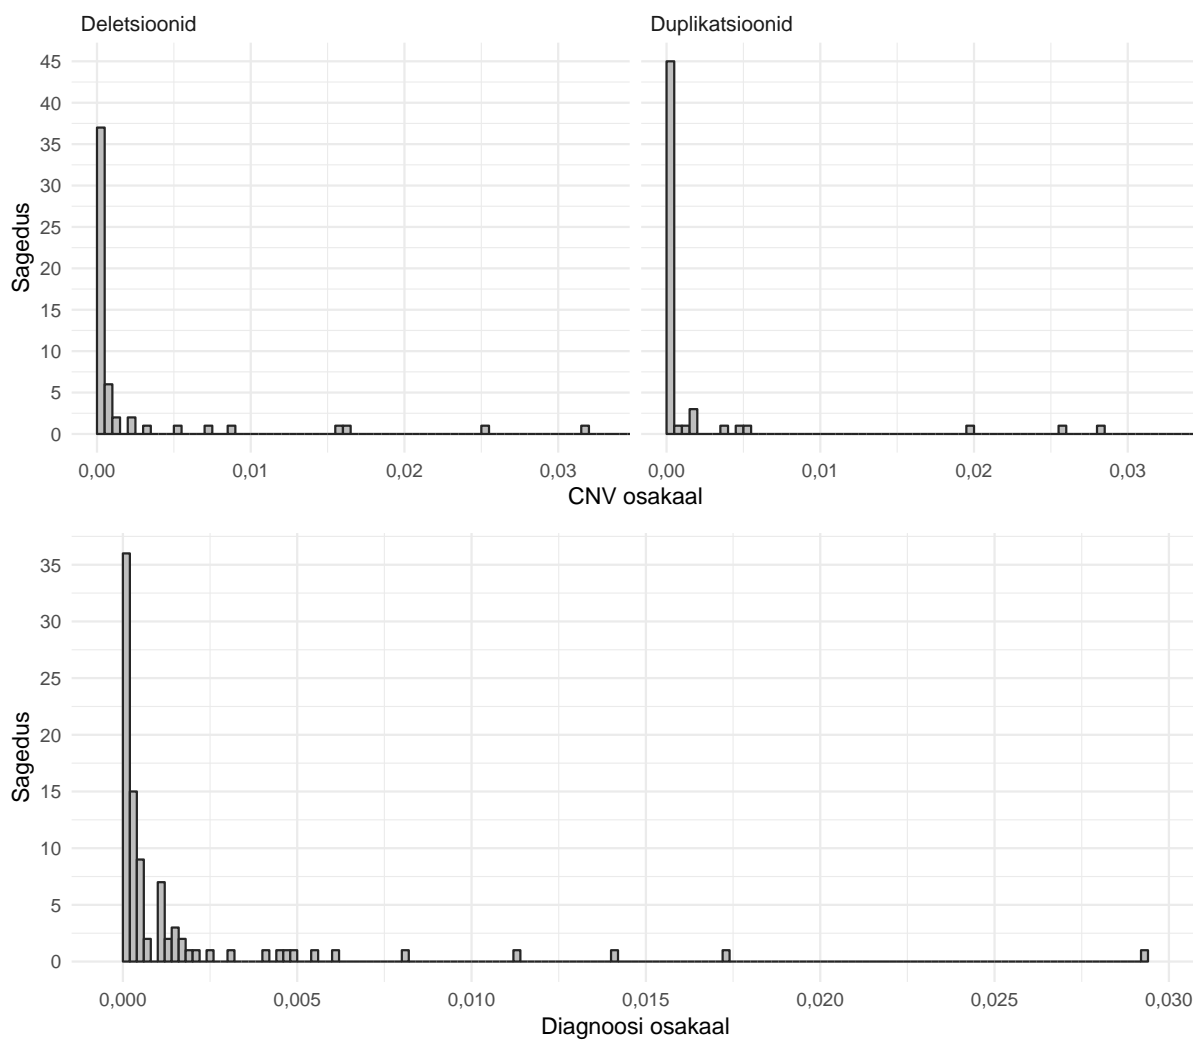 Deletsioonid Duplikatsioonid
45
40
35
30
25
20
15
10
5
0
Sagedus
0,00 0,01 0,02 0,03 0,00 0,01 0,02 0,03
CNV osakaal
35
30
25
20
15
10
5
0
Sagedus
0,000 0,005 0,010 0,015 0,020 0,025 0,030
Diagnoosi osakaal